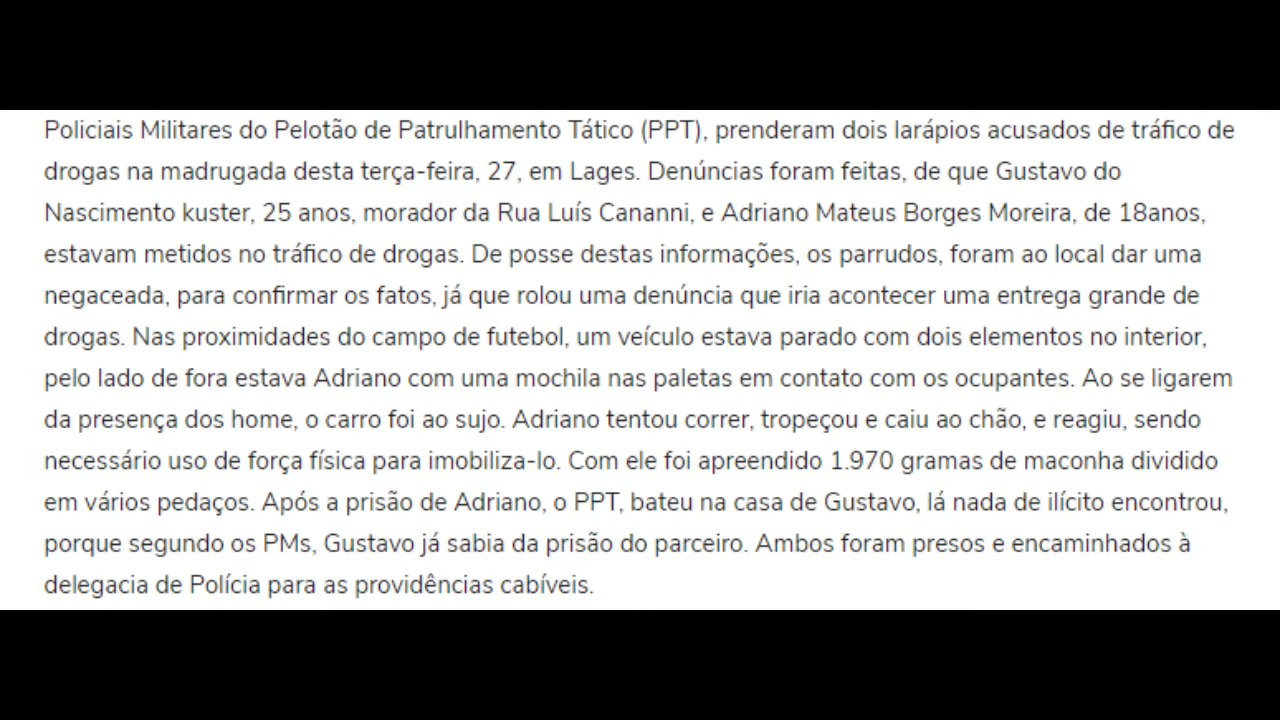 Policiais Militares do Pelotão de Patrulhamento Tático (PPT), prenderam dois larápios acusados de tráfico de
drogas na madrugada desta terça-feira, 27, em Lages. Denúncias foram feitas, de que Gustavo do
Nascimento kuster, 25 anos, morador da Rua Luís Cananni, e Adriano Mateus Borges Moreira, de 18anos,
estavam metidos no tráfico de drogas. De posse destas informações, os parrudos, foram ao local dar uma
negaceada, para confirmar os fatos, já que rolou uma denúncia que iria acontecer uma entrega grande de
drogas. Nas proximidades do campo de futebol, um veículo estava parado com dois elementos no interior,
pelo lado de fora estava Adriano com uma mochila nas paletas em contato com os ocupantes. Ao se ligarem
da presença dos home, o carro foi ao sujo. Adriano tentou correr, tropeçou e caiu ao chão, e reagiu, sendo
necessário uso de força física para imobiliza-lo. Com ele foi apreendido 1.970 gramas de maconha dividido
em vários pedaços. Após a prisão de Adriano, o PPT, bateu na casa de Gustavo, lá nada de ilícito encontrou,
porque segundo os PMs, Gustavo já sabia da prisão do parceiro. Ambos foram presos e encaminhados à
delegacia de Polícia para as providências cabíveis.